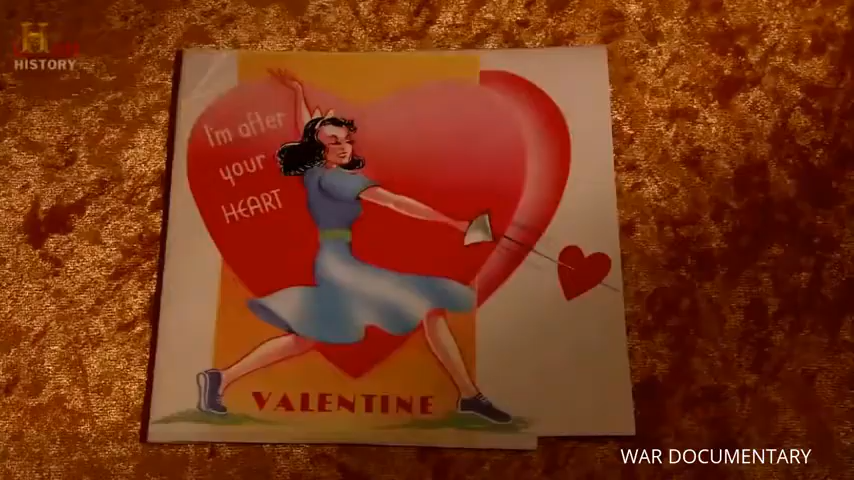 HISTORY
I'm after
your
HEART
VALENTINE
WAR DOCUMENTARY